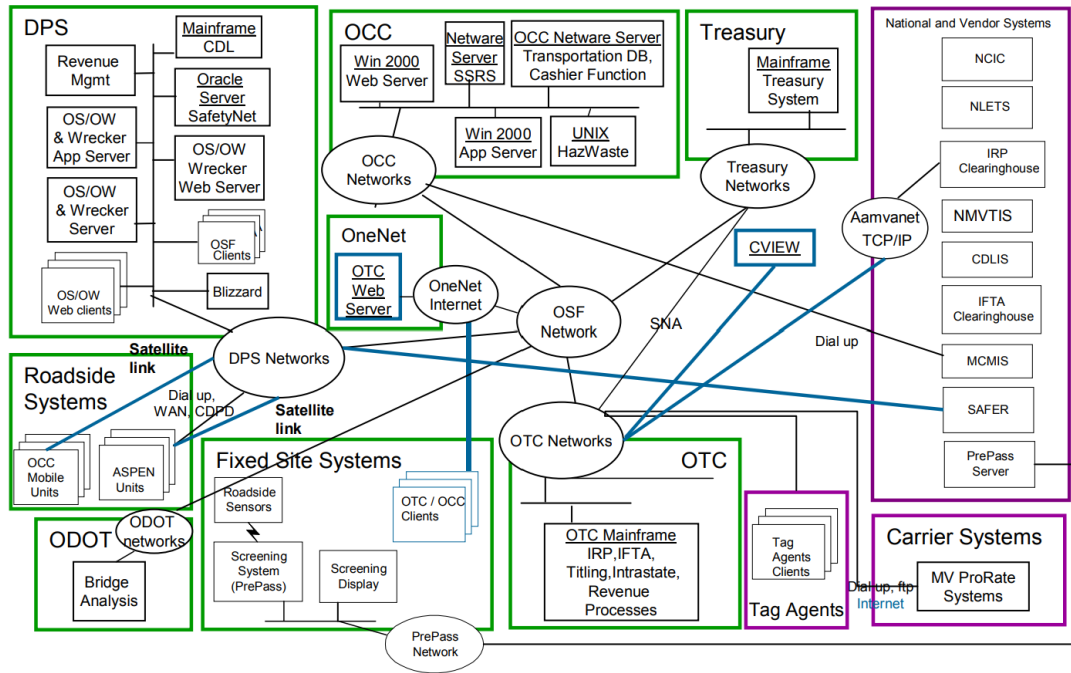 DPS
Revenue
Mgmt
Mainframe
CDL
Oracle
Server
SafetyNet
OS/OW
& Wrecker
App Server
OS/OW
Wrecker
Web Server
OS/OW
& Wrecker
Server
OSF
Clients
OS/OW
Web clients
Blizzard
OCC
Win 2000
Web Server
Netware
Server
SSRS
OCC Netware Server
Transportation DB,
Cashier Function
Win 2000
App Server
UNIX
HazWaste
OCC
Networks
Treasury
Mainframe
Treasury
System
Treasury
Networks
National and Vendor Systems
NCIC
NLETS
IRP
Clearinghouse
Aamvanet
TCP/IP
NMVTIS
CDLIS
IFTA
Clearinghouse
MCMIS
SAFER
PrePass
Server
OneNet
OTC
Web
Server
OneNet
Internet
CVIEW
OSF
Network
SNA
Dial up
DPS Networks
Satellite
link
Dial up,
WAN, CDPD
Satellite
link
Roadside
Systems
OCC
Mobile
Units
ASPEN
Units
OTC Networks
OTC
OTC Mainframe
IRP,IFTA,
Titling,Intrastate,
Revenue
Processes
Fixed Site Systems
Roadside
Sensors
OTC / OCC
Clients
Screening
System
(PrePass)
Screening
Display
PrePass
Network
ODOT
ODOT
networks
Bridge
Analysis
Tag
Agents
Clients
Tag Agents
Carrier Systems
Dial up, ftp
Internet
MV ProRate
Systems